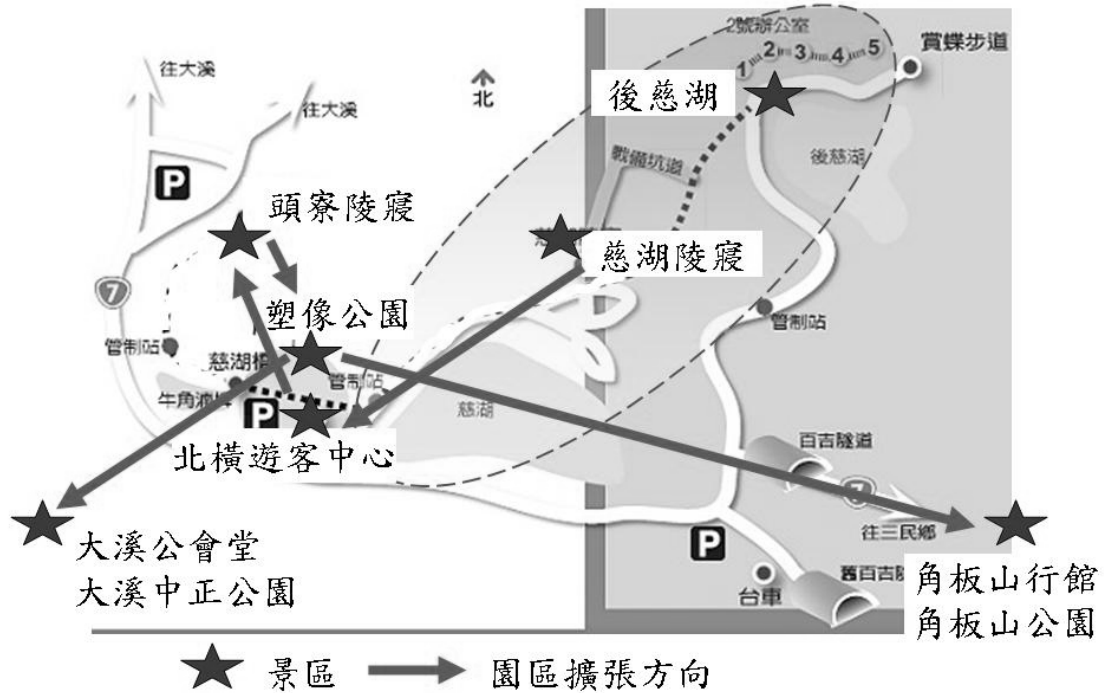 2號辦公室
1 2 3 4 5
賞蝶步道
往大溪
北
後慈湖
往大溪
P
戰備坑道
後慈湖
頭寮陵寢
慈湖陵寢
7
塑像公園
管制站
管制站
慈湖橋
管制站
牛角湳埤
P
慈湖
北橫遊客中心
百吉隧道
7
往三民鄉
大溪公會堂
大溪中正公園
P
台車
舊百吉隧
角板山行館
角板山公園
景區
園區擴張方向